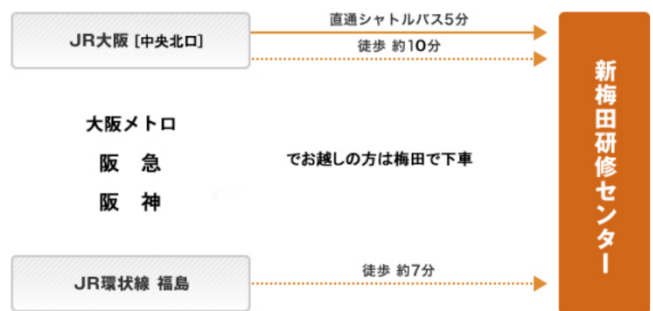 JR大阪 [中央北口]
直通シャトルバス5分
徒歩 約10分
大阪メトロ
阪 急
阪 神
でお越しの方は梅田で下車
JR環状線 福島
徒歩 約7分
新梅田研修センター